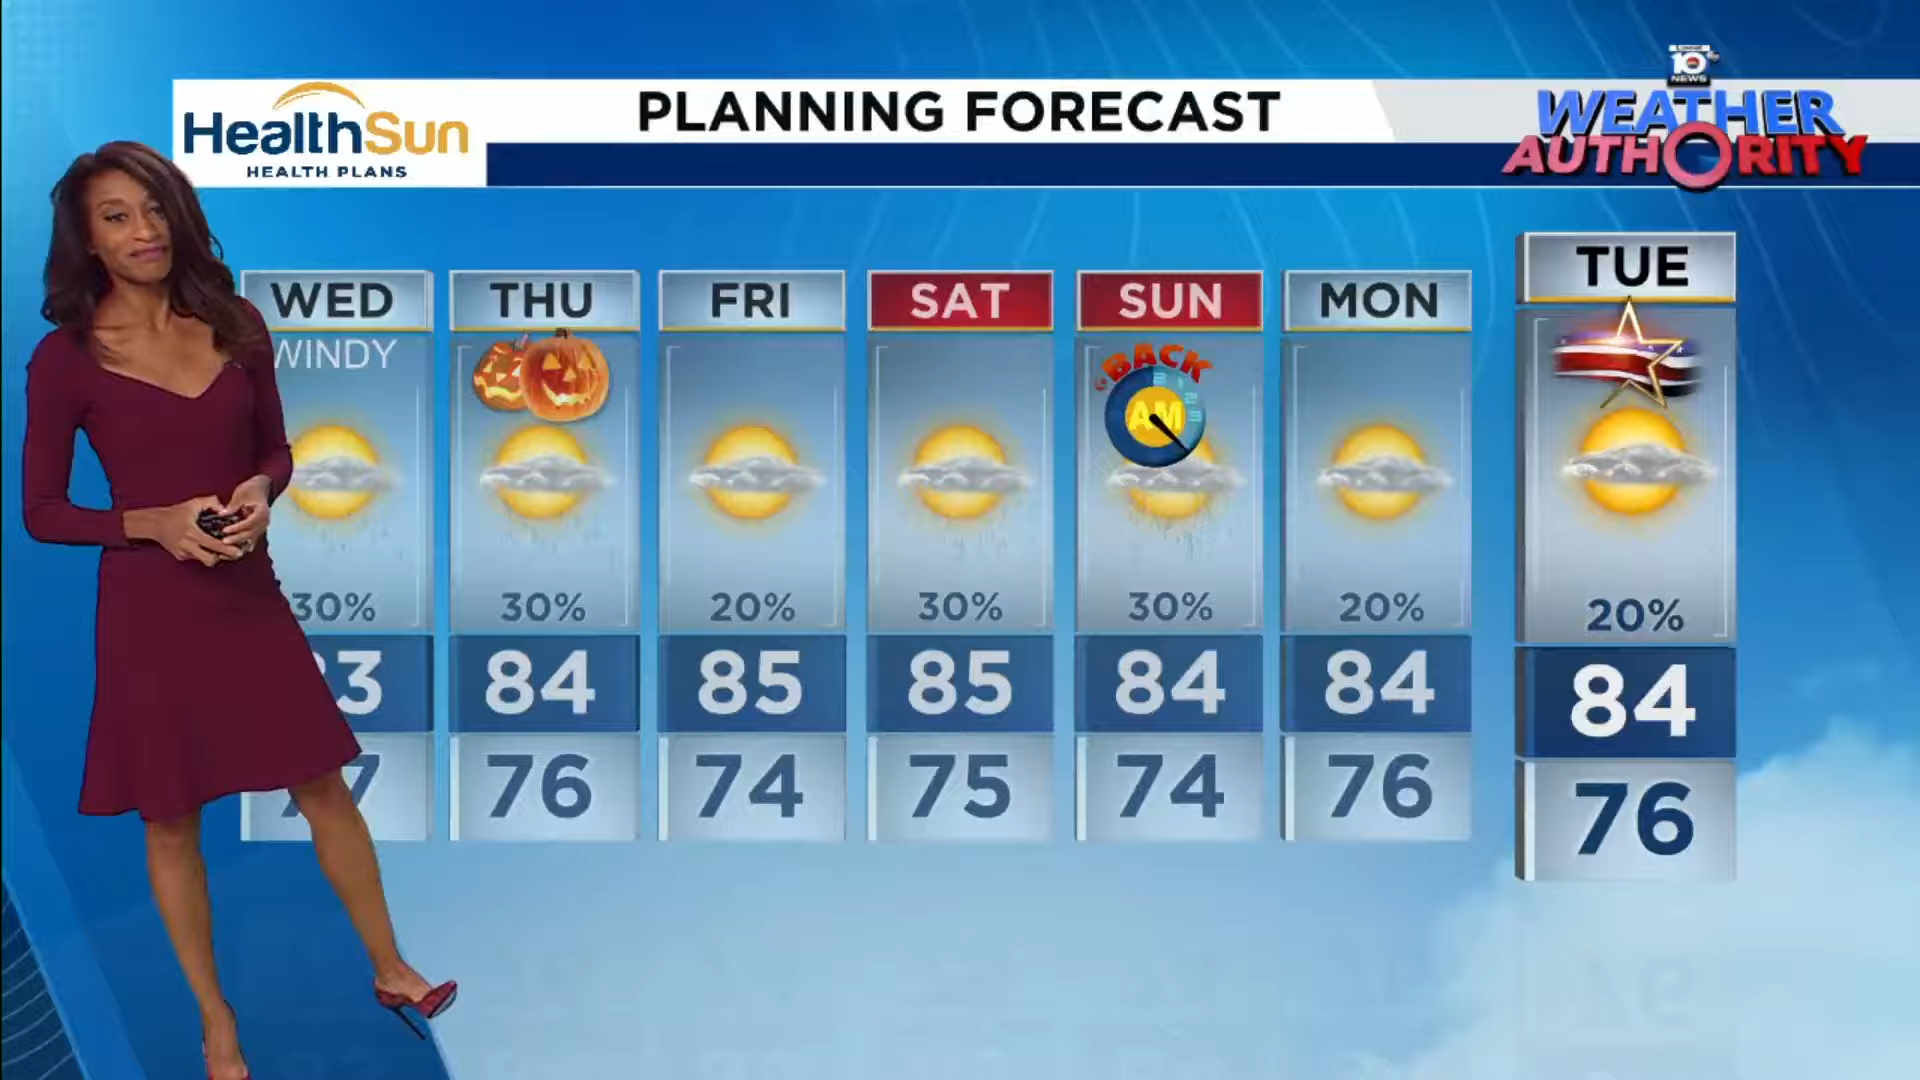 LOCAL
10
NEWS
HealthSun
HEALTH PLANS
PLANNING FORECAST
WEATHER
AUTHORITY
WED THU FRI SAT SUN MON TUE
WINDY
BACK
AM
30% 30% 20% 30% 30% 20% 20%
84 85 85 84 84 84
76 74 75 74 76 76